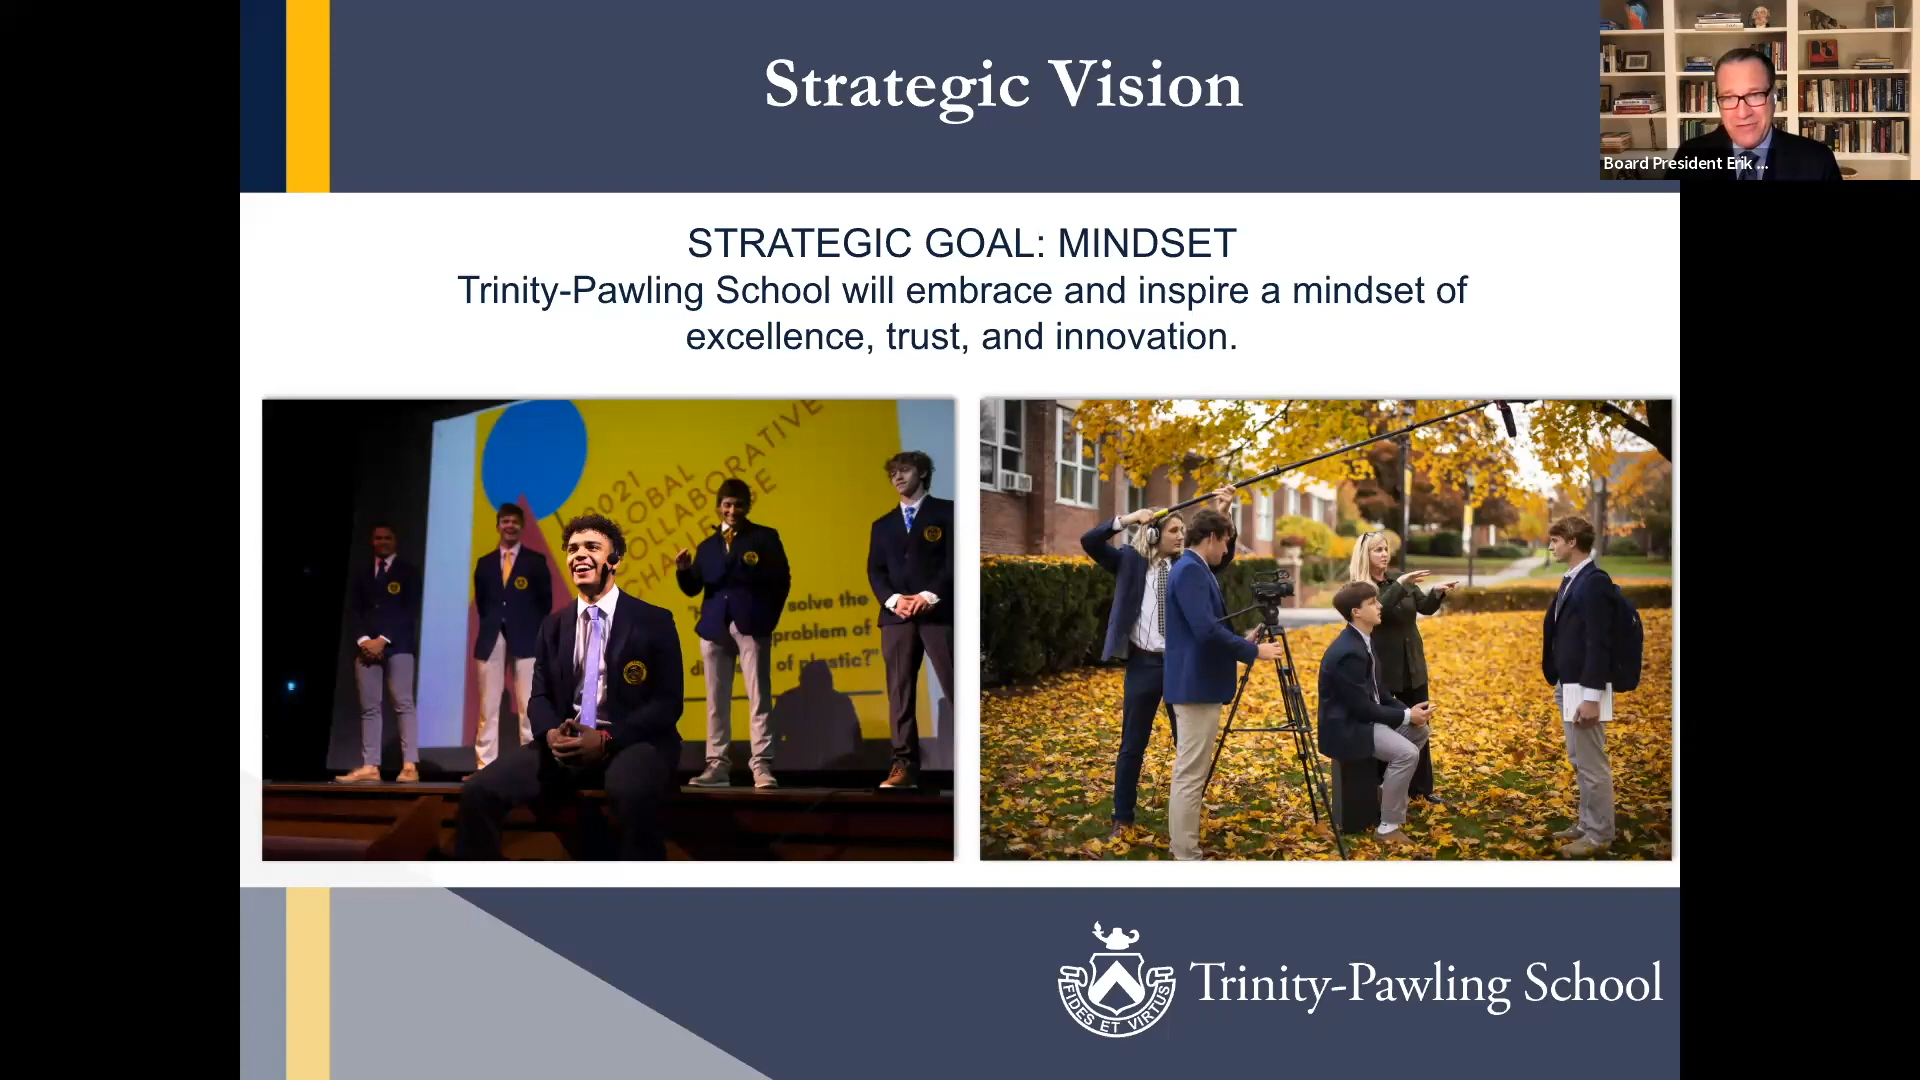 Strategic Vision
Board President Erik ...
STRATEGIC GOAL: MINDSET
Trinity-Pawling School will embrace and inspire a mindset of
excellence, trust, and innovation.
2021
GLOBAL
COLLABORATIVE
CHALLENGE
solve the
problem of
of plastic?"
Trinity-Pawling School
FIDES ET VIRTUS